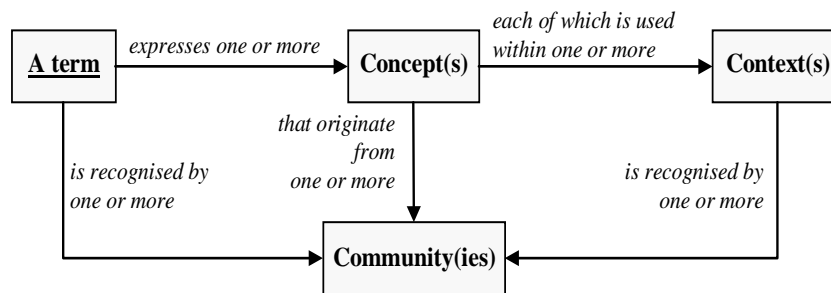 A term
expresses one or more
Concept(s)
each of which is used
within one or more
Context(s)
is recognised by
one or more
that originate
from
one or more
is recognised by
one or more
Community(ies)